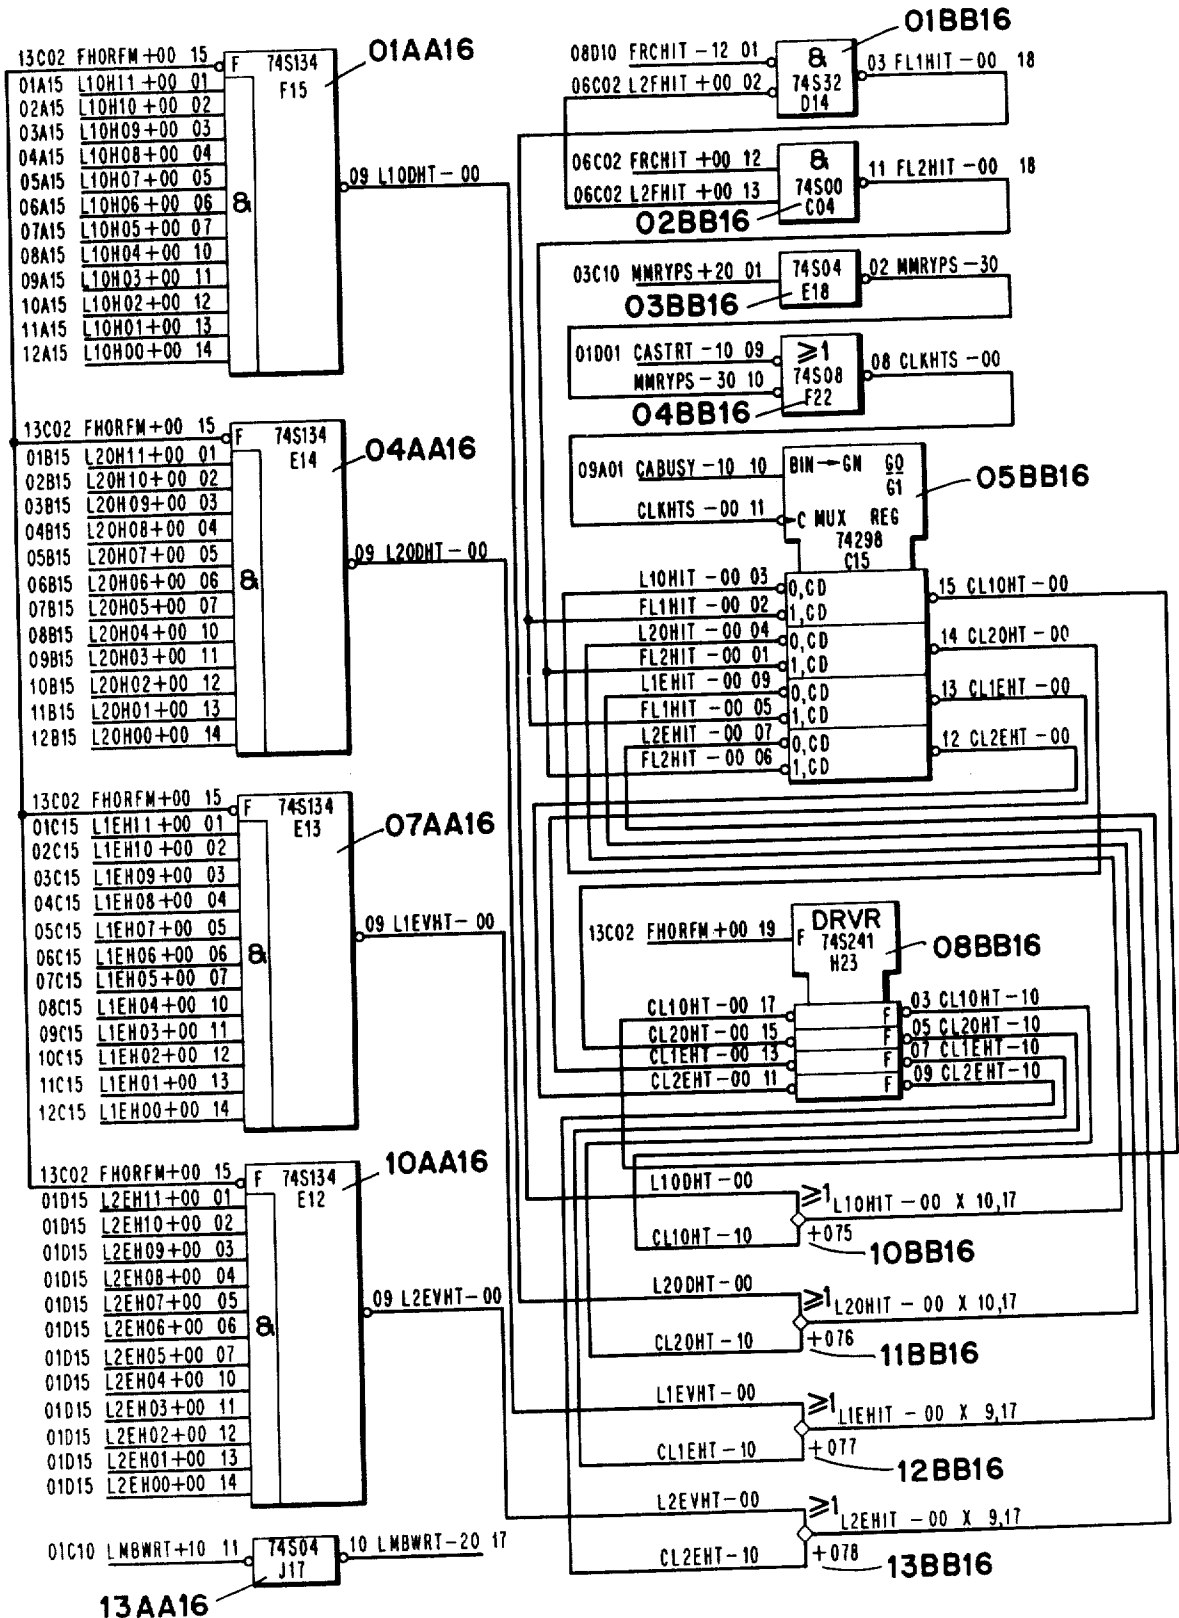 01AA16
13C02 FHORFM+00 15 F 74S134
F15
01A15 L10H11+00 01
02A15 L10H10+00 02
03A15 L10H09+00 03
04A15 L10H08+00 04
05A15 L10H07+00 05
06A15 L10H06+00 06 &
07A15 L10H05+00 07
08A15 L10H04+00 10
09A15 L10H03+00 11
10A15 L10H02+00 12
11A15 L10H01+00 13
12A15 L10H00+00 14
09 L10DHT-00
04AA16
13C02 FHORFM+00 15 F 74S134
E14
01B15 L20H11+00 01
02B15 L20H10+00 02
03B15 L20H09+00 03
04B15 L20H08+00 04
05B15 L20H07+00 05
06B15 L20H06+00 06 &
07B15 L20H05+00 07
08B15 L20H04+00 10
09B15 L20H03+00 11
10B15 L20H02+00 12
11B15 L20H01+00 13
12B15 L20H00+00 14
09 L20DHT-00
07AA16
13C02 FHORFM+00 15 F 74S134
E13
01C15 L1EH11+00 01
02C15 L1EH10+00 02
03C15 L1EH09+00 03
04C15 L1EH08+00 04
05C15 L1EH07+00 05
06C15 L1EH06+00 06 &
07C15 L1EH05+00 07
08C15 L1EH04+00 10
09C15 L1EH03+00 11
10C15 L1EH02+00 12
11C15 L1EH01+00 13
12C15 L1EH00+00 14
09 L1EVHT-00
10AA16
13C02 FHORFM+00 15 F 74S134
E12
01D15 L2EH11+00 01
01D15 L2EH10+00 02
01D15 L2EH09+00 03
01D15 L2EH08+00 04
01D15 L2EH07+00 05
01D15 L2EH06+00 06 &
01D15 L2EH05+00 07
01D15 L2EH04+00 10
01D15 L2EH03+00 11
01D15 L2EH02+00 12
01D15 L2EH01+00 13
01D15 L2EH00+00 14
09 L2EVHT-00
01C10 LMBWRT+10 11 74S04 10 LMBWRT-20 17
J17
13AA16
01BB16
08D10 FRCHIT-12 01 & 03 FL1HIT-00 18
06C02 L2FHIT+00 02 74S32
D14
06C02 FRCHIT+00 12 & 11 FL2HIT-00 18
06C02 L2FHIT+00 13 74S00
02BB16 C04
03C10 MMRYPS+20 01 74S04 02 MMRYPS-30
03BB16 E18
01D01 CASTRT-10 09 ≥1 08 CLKHTS-00
MMRYPS-30 10 74S08
04BB16 F22
09A01 CABUSY-10 10 BIN→GN G0
G1
05BB16
CLKHTS-00 11 C MUX REG
74298
C15
L10HIT-00 03 0,CD 15 CL10HT-00
FL1HIT-00 02 1,CD
L20HIT-00 04 0,CD 14 CL20HT-00
FL2HIT-00 01 1,CD
L1EHIT-00 09 0,CD 13 CL1EHT-00
FL1HIT-00 05 1,CD
L2EHIT-00 07 0,CD 12 CL2EHT-00
FL2HIT-00 06 1,CD
13C02 FHORFM+00 19 F DRVR
74S241
H23
08BB16
CL10HT-00 17 F 03 CL10HT-10
CL20HT-00 15 F 05 CL20HT-10
CL1EHT-00 13 F 07 CL1EHT-10
CL2EHT-00 11 F 09 CL2EHT-10
L10DHT-00 ≥1 L10HIT-00 X 10,17
CL10HT-10 +075
10BB16
L20DHT-00 ≥1 L20HIT-00 X 10,17
CL20HT-10 +076
11BB16
L1EVHT-00 ≥1 L1EHIT-00 X 9,17
CL1EHT-10 +077
12BB16
L2EVHT-00 ≥1 L2EHIT-00 X 9,17
CL2EHT-10 +078
13BB16